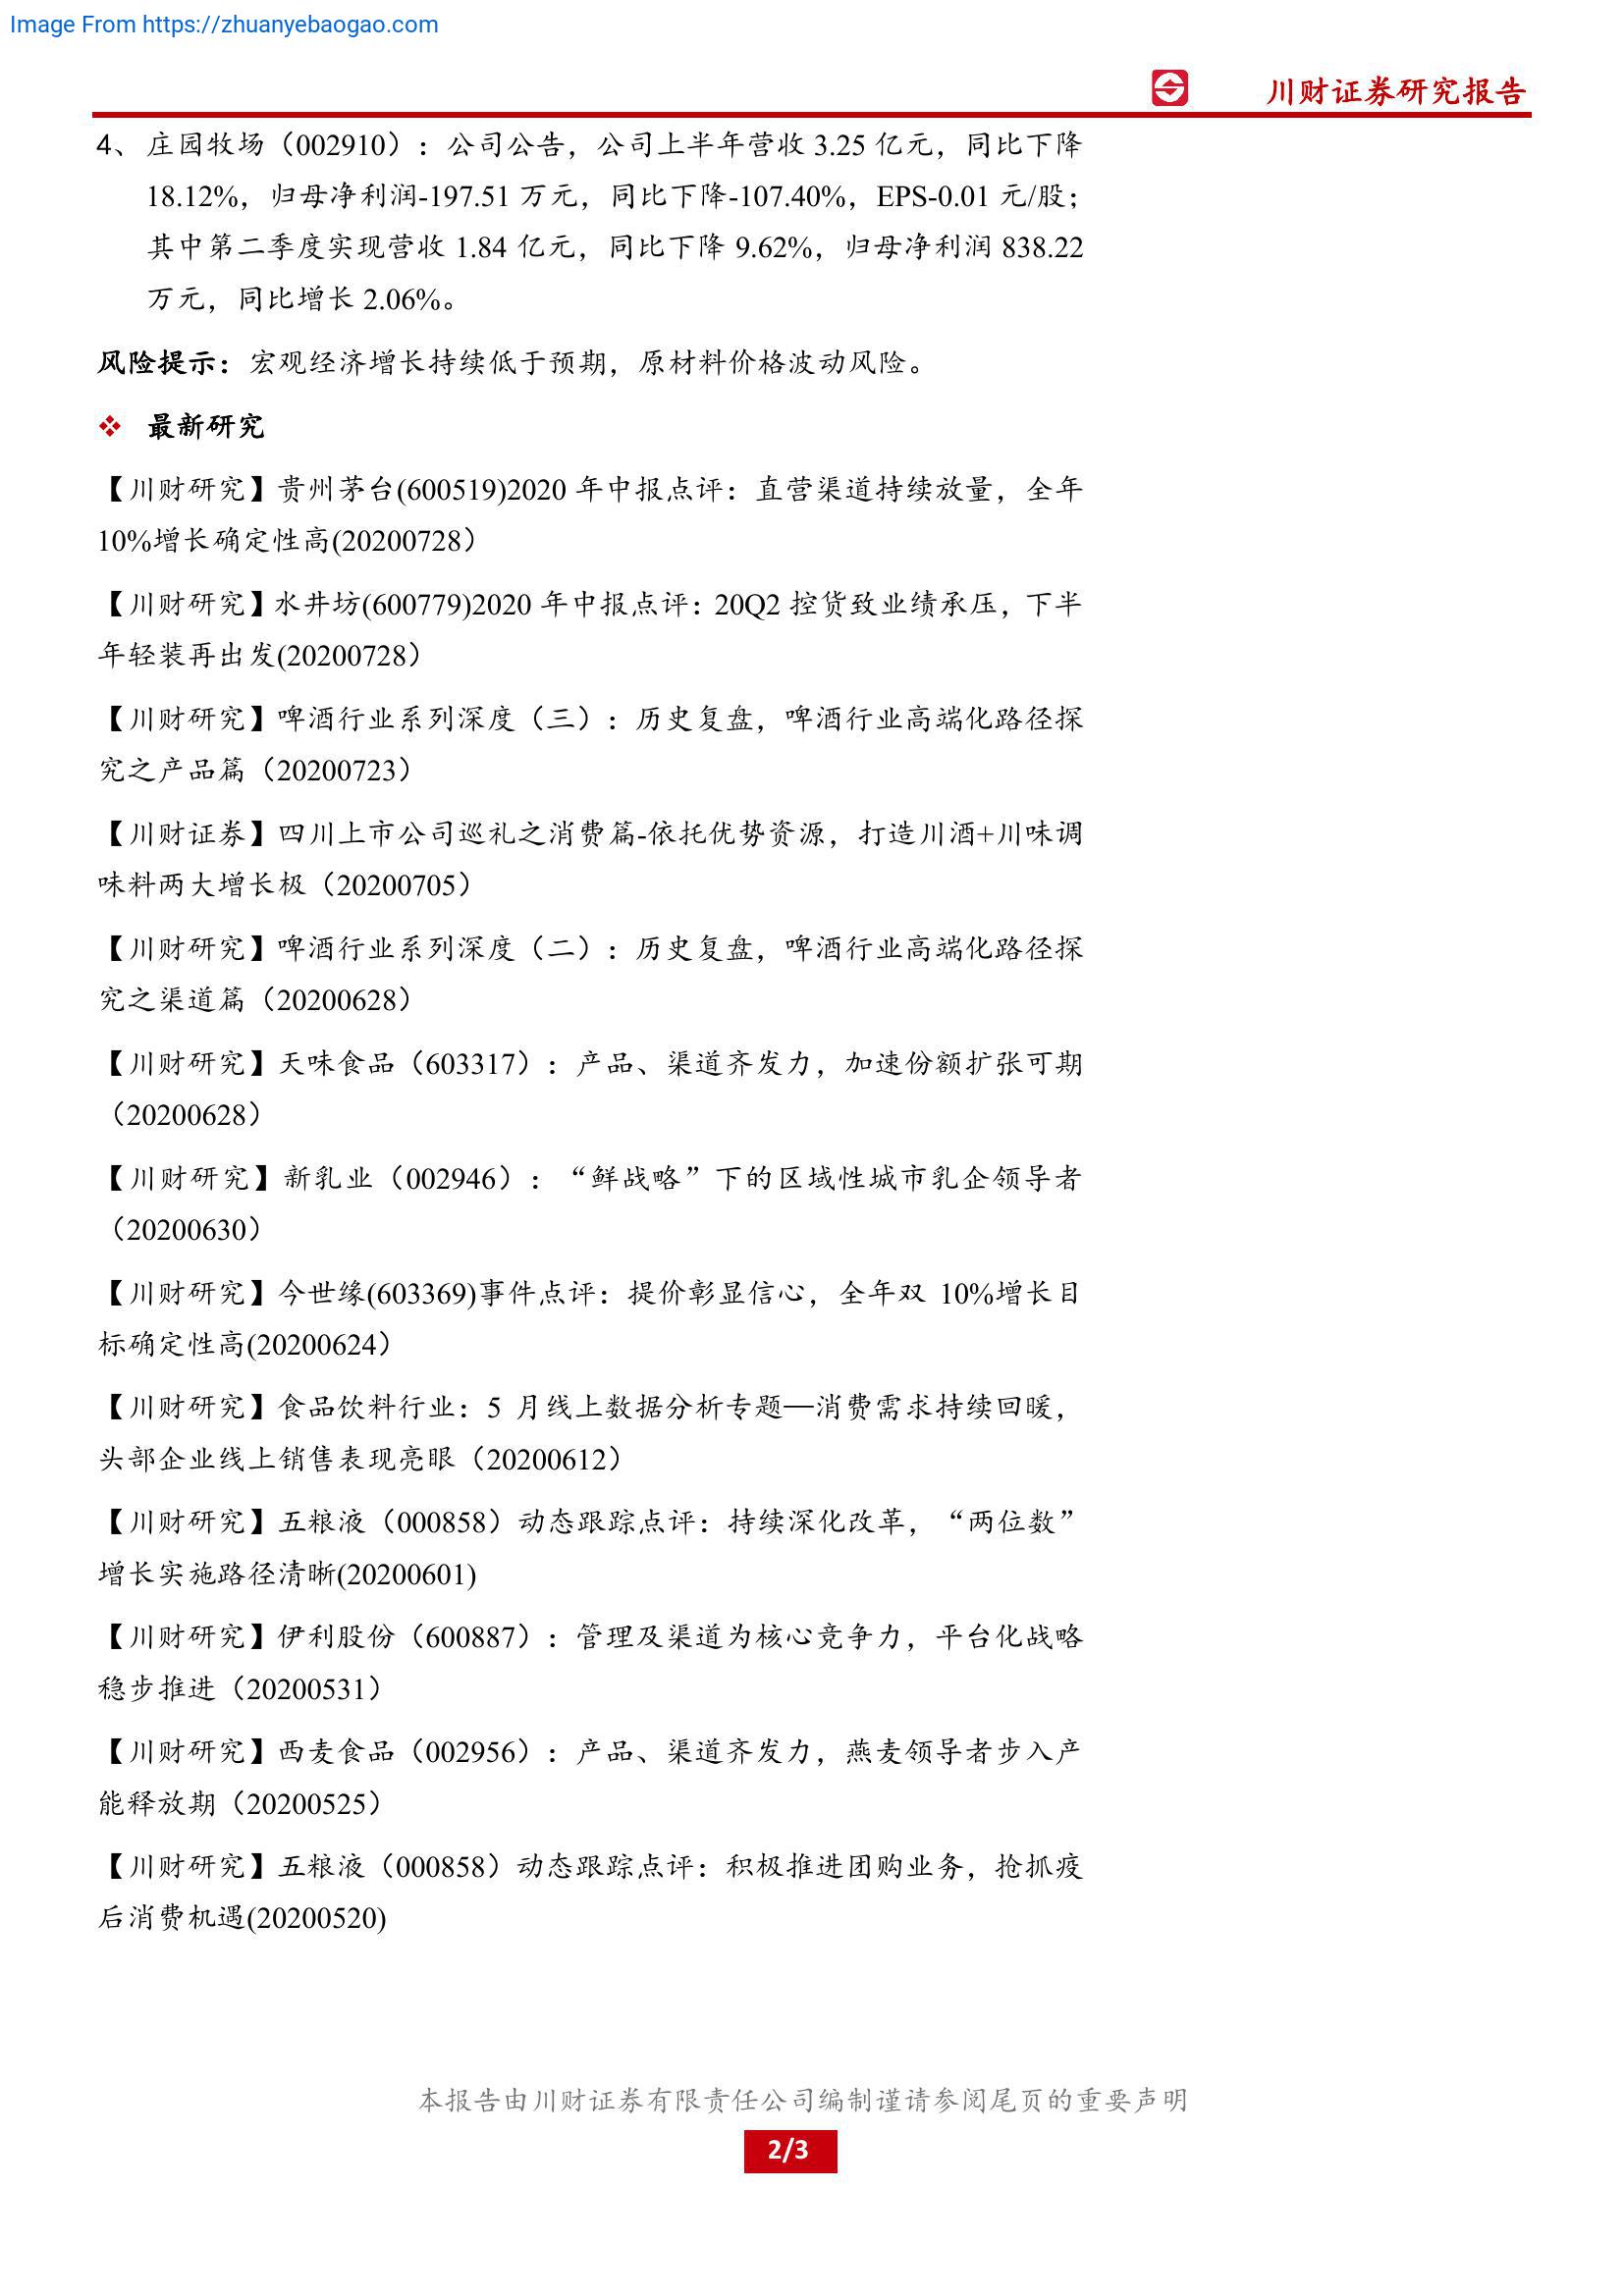 Image From https://zhuanyebaogao.com
川财证券研究报告
4、 庄园牧场（002910）：公司公告，公司上半年营收 3.25 亿元，同比下降
18.12%，归母净利润-197.51 万元，同比下降-107.40%，EPS-0.01 元/股；
其中第二季度实现营收 1.84 亿元，同比下降 9.62%，归母净利润 838.22
万元，同比增长 2.06%。
风险提示：宏观经济增长持续低于预期，原材料价格波动风险。
❖ 最新研究
【川财研究】贵州茅台(600519)2020 年中报点评：直营渠道持续放量，全年
10%增长确定性高(20200728）
【川财研究】水井坊(600779)2020 年中报点评：20Q2 控货致业绩承压，下半
年轻装再出发(20200728）
【川财研究】啤酒行业系列深度（三）：历史复盘，啤酒行业高端化路径探
究之产品篇（20200723）
【川财证券】四川上市公司巡礼之消费篇-依托优势资源，打造川酒+川味调
味料两大增长极（20200705）
【川财研究】啤酒行业系列深度（二）：历史复盘，啤酒行业高端化路径探
究之渠道篇（20200628）
【川财研究】天味食品（603317）：产品、渠道齐发力，加速份额扩张可期
（20200628）
【川财研究】新乳业（002946）：“鲜战略”下的区域性城市乳企领导者
（20200630）
【川财研究】今世缘(603369)事件点评：提价彰显信心，全年双 10%增长目
标确定性高(20200624）
【川财研究】食品饮料行业：5 月线上数据分析专题—消费需求持续回暖，
头部企业线上销售表现亮眼（20200612）
【川财研究】五粮液（000858）动态跟踪点评：持续深化改革，“两位数”
增长实施路径清晰(20200601)
【川财研究】伊利股份（600887）：管理及渠道为核心竞争力，平台化战略
稳步推进（20200531）
【川财研究】西麦食品（002956）：产品、渠道齐发力，燕麦领导者步入产
能释放期（20200525）
【川财研究】五粮液（000858）动态跟踪点评：积极推进团购业务，抢抓疫
后消费机遇(20200520)
本报告由川财证券有限责任公司编制谨请参阅尾页的重要声明
2/3